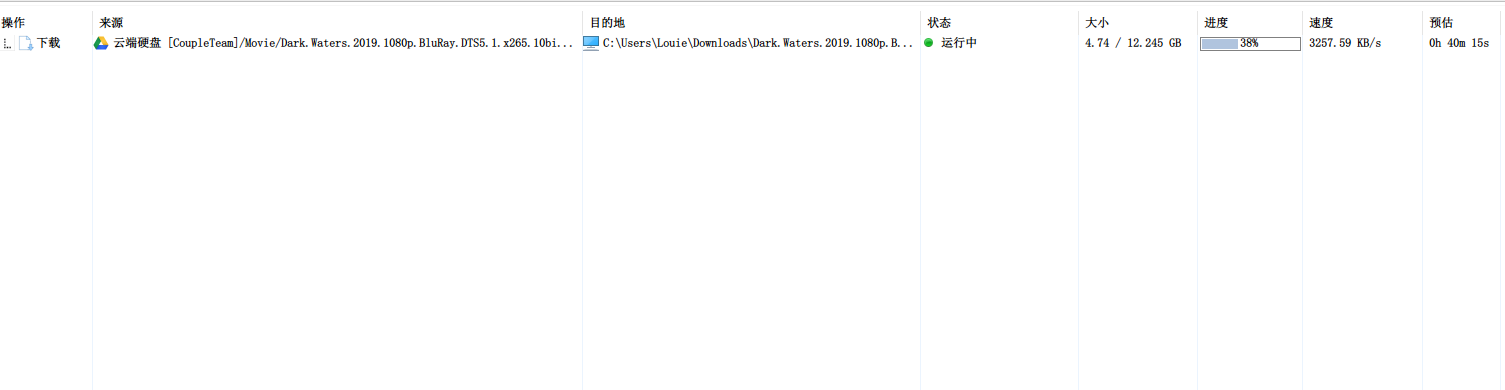 操作 来源 目的地 状态 大小 进度 速度 预估
下载 云端硬盘 [CoupleTeam]/Movie/Dark.Waters.2019.1080p.BluRay.DTS5.1.x265.10bi... C:\Users\Louie\Downloads\Dark.Waters.2019.1080p.B... 运行中 4.74 / 12.245 GB 38% 3257.59 KB/s 0h 40m 15s